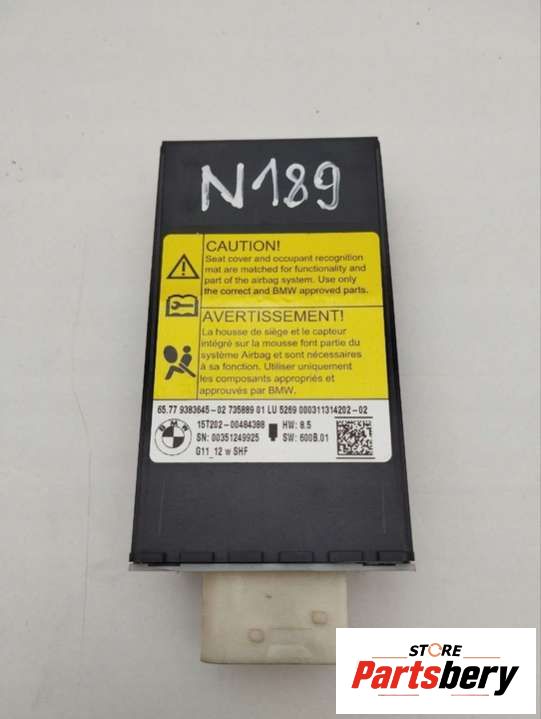 N189
CAUTION!
Seat cover and occupant recognition
mat are matched for functionality and
part of the airbag system. Use only
the correct and BMW approved parts.
AVERTISSEMENT!
La housse de siège et le capteur
intégré sur la mousse font partie du
système Airbag et sont nécessaires
à sa fonction. Utiliser uniquement
les composants appropriés et
approuvés par BMW.
65.77 9383645-02 735889 01 LU 5269 000311314202-02
BMW
15T202-00484388 HW: 8.5
SN: 00351249925 SW: 600B.01
G11_12 w SHF
STORE
Partsbery